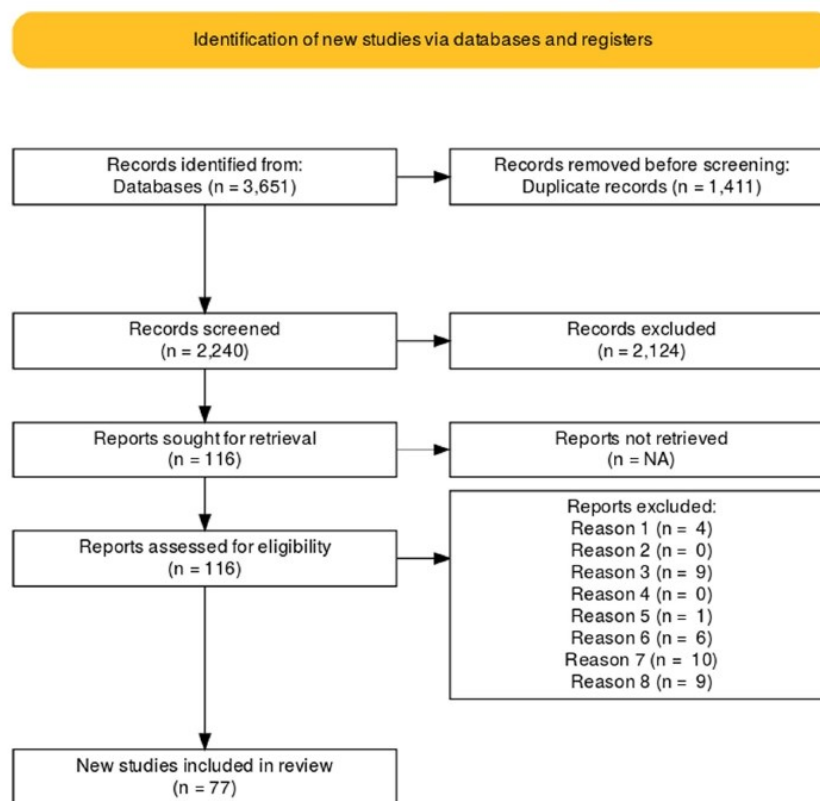 Identification of new studies via databases and registers
Records identified from:
Databases (n = 3,651)
Records removed before screening:
Duplicate records (n = 1,411)
Records screened
(n = 2,240)
Records excluded
(n = 2,124)
Reports sought for retrieval
(n = 116)
Reports not retrieved
(n = NA)
Reports assessed for eligibility
(n = 116)
Reports excluded:
Reason 1 (n = 4)
Reason 2 (n = 0)
Reason 3 (n = 9)
Reason 4 (n = 0)
Reason 5 (n = 1)
Reason 6 (n = 6)
Reason 7 (n = 10)
Reason 8 (n = 9)
New studies included in review
(n = 77)